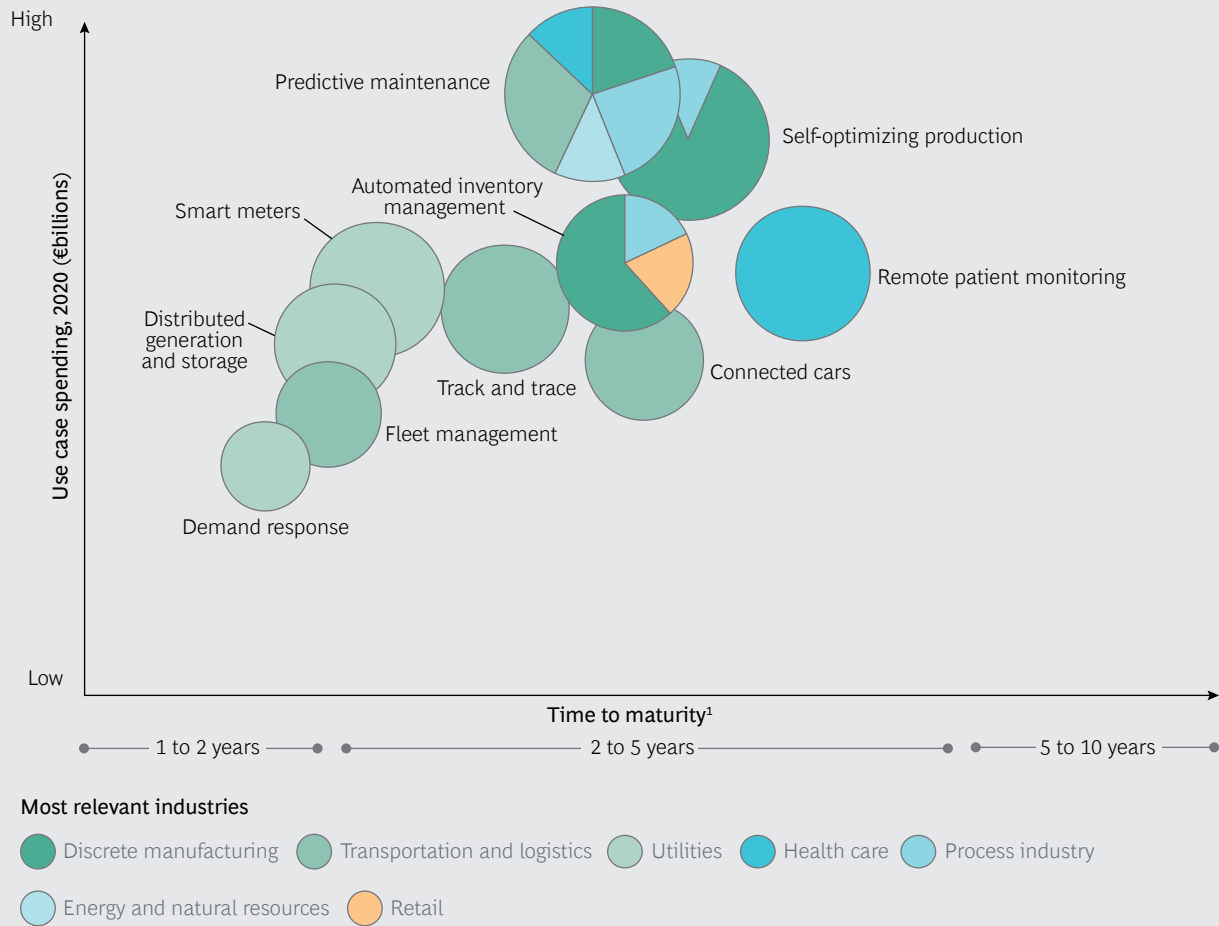 High
Predictive maintenance
Self-optimizing production
Automated inventory
management
Smart meters
Remote patient monitoring
Distributed
generation
and storage
Track and trace
Connected cars
Fleet management
Demand response
Use case spending, 2020 (€billions)
Low
Time to maturity¹
1 to 2 years
2 to 5 years
5 to 10 years
Most relevant industries
Discrete manufacturing
Transportation and logistics
Utilities
Health care
Process industry
Energy and natural resources
Retail